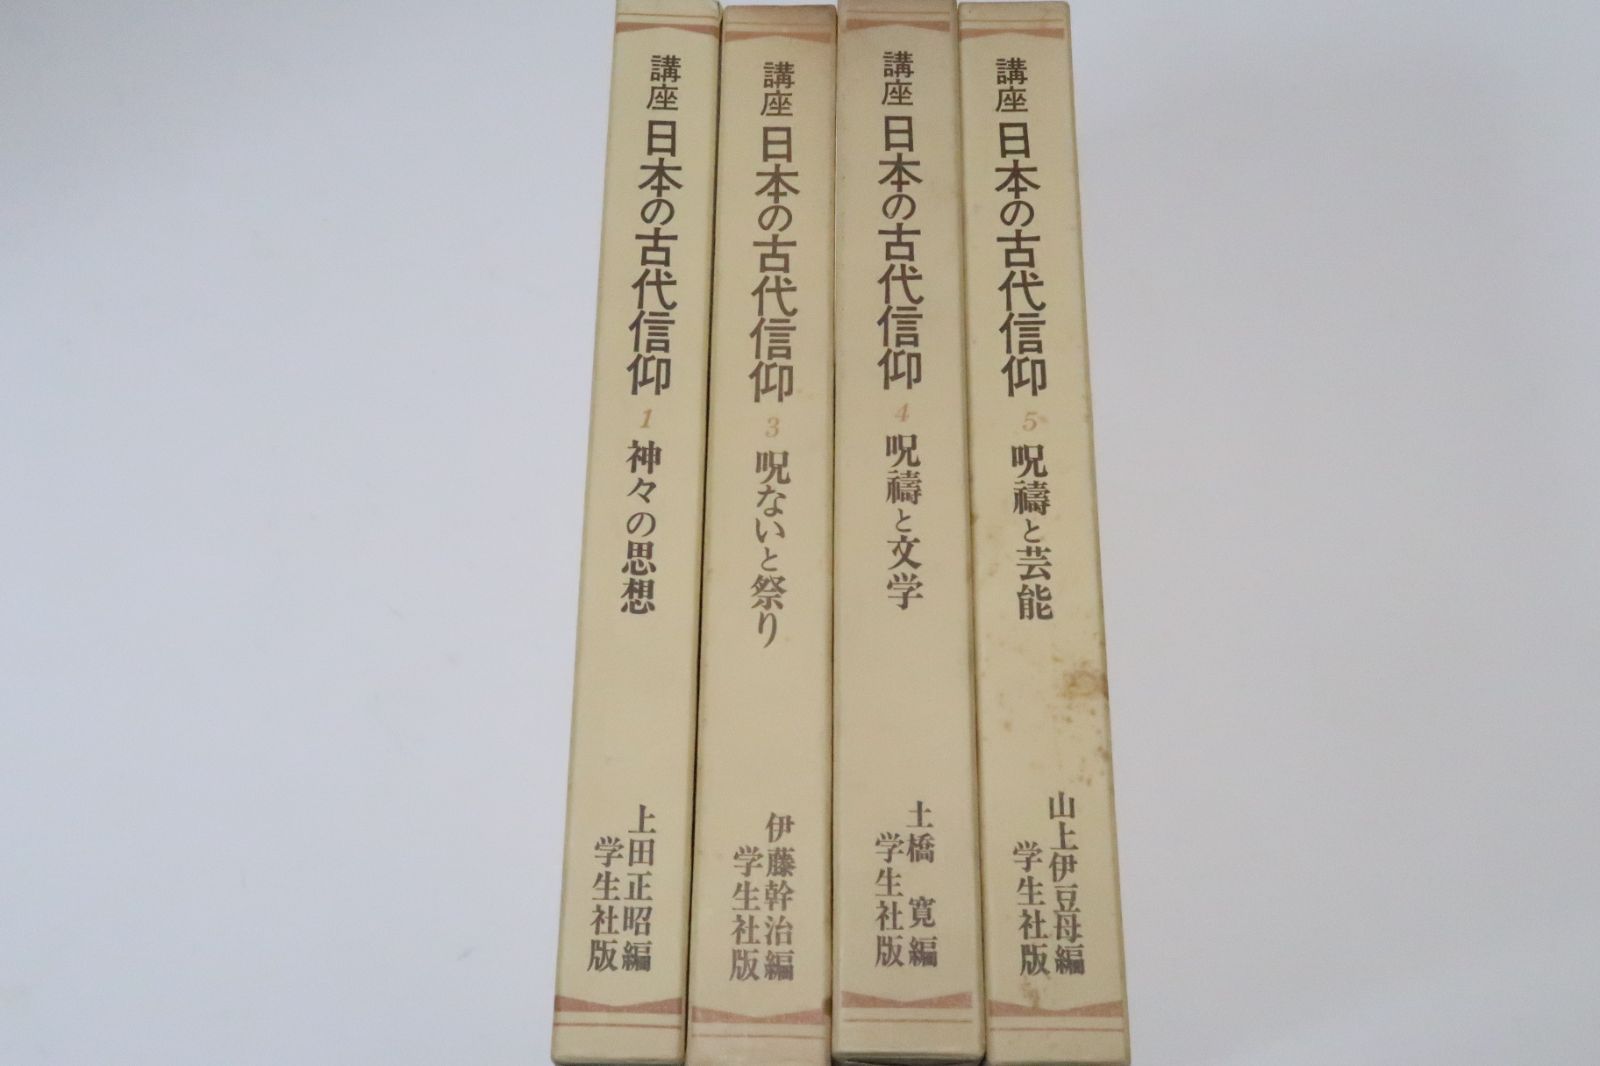 講座 日本の古代信仰 1 神々の思想
上田正昭編
学生社版
講座 日本の古代信仰 3 呪ないと祭り
伊藤幹治編
学生社版
講座 日本の古代信仰 4 呪禱と文学
土橋 寛編
学生社版
講座 日本の古代信仰 5 呪禱と芸能
山上伊豆母編
学生社版